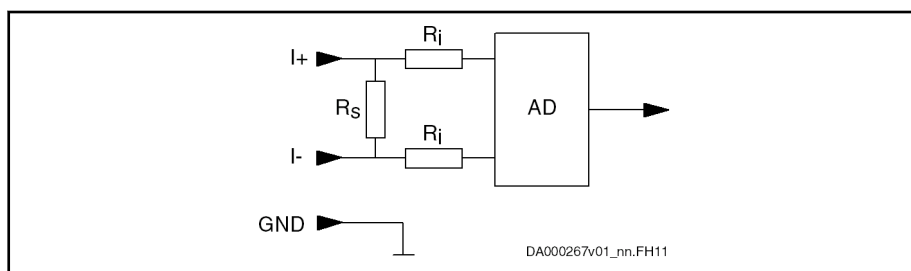 I+
Ri
RS
AD
I-
Ri
GND
DA000267v01_nn.FH11